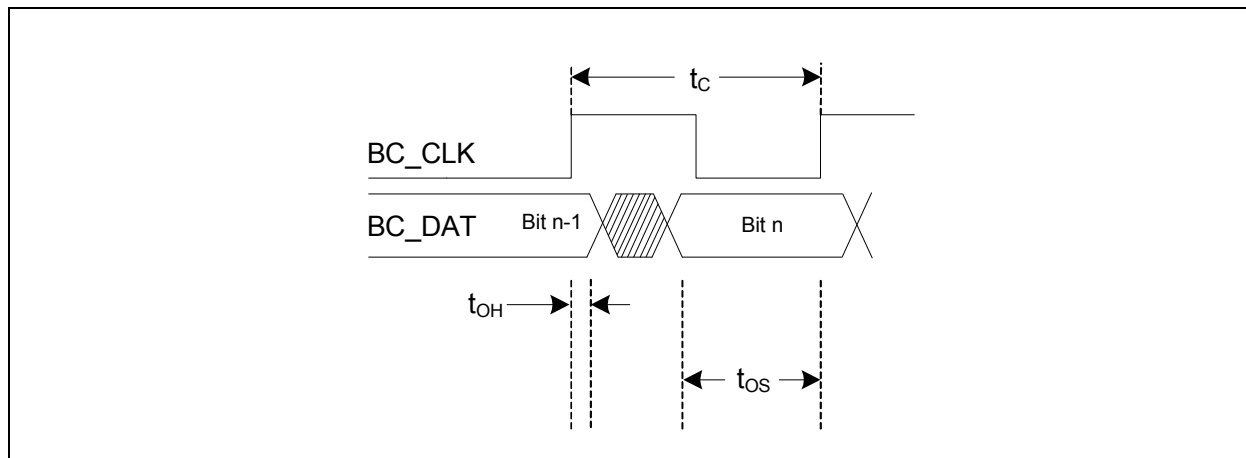 tC
BC_CLK
BC_DAT
Bit n-1
Bit n
tOH
tOS